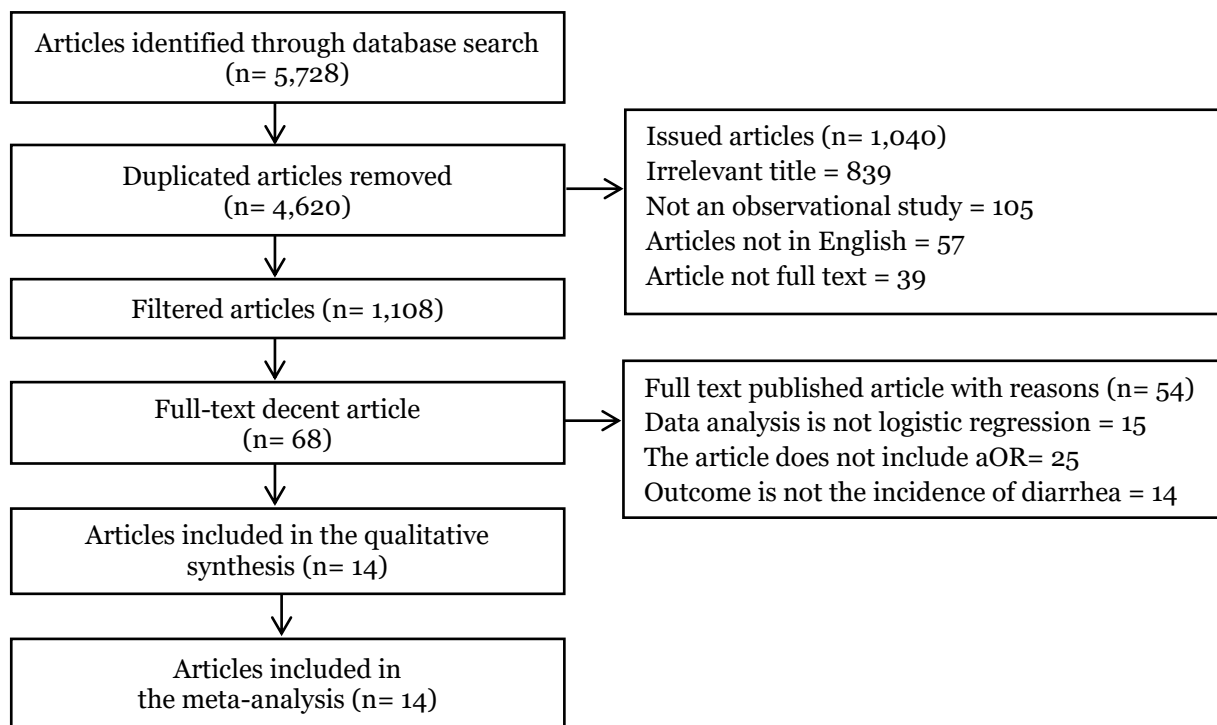 Articles identified through database search
(n= 5,728)
Duplicated articles removed
(n= 4,620)
Issued articles (n= 1,040)
Irrelevant title = 839
Not an observational study = 105
Articles not in English = 57
Article not full text = 39
Filtered articles (n= 1,108)
Full-text decent article
(n= 68)
Full text published article with reasons (n= 54)
Data analysis is not logistic regression = 15
The article does not include aOR= 25
Outcome is not the incidence of diarrhea = 14
Articles included in the qualitative
synthesis (n= 14)
Articles included in
the meta-analysis (n= 14)